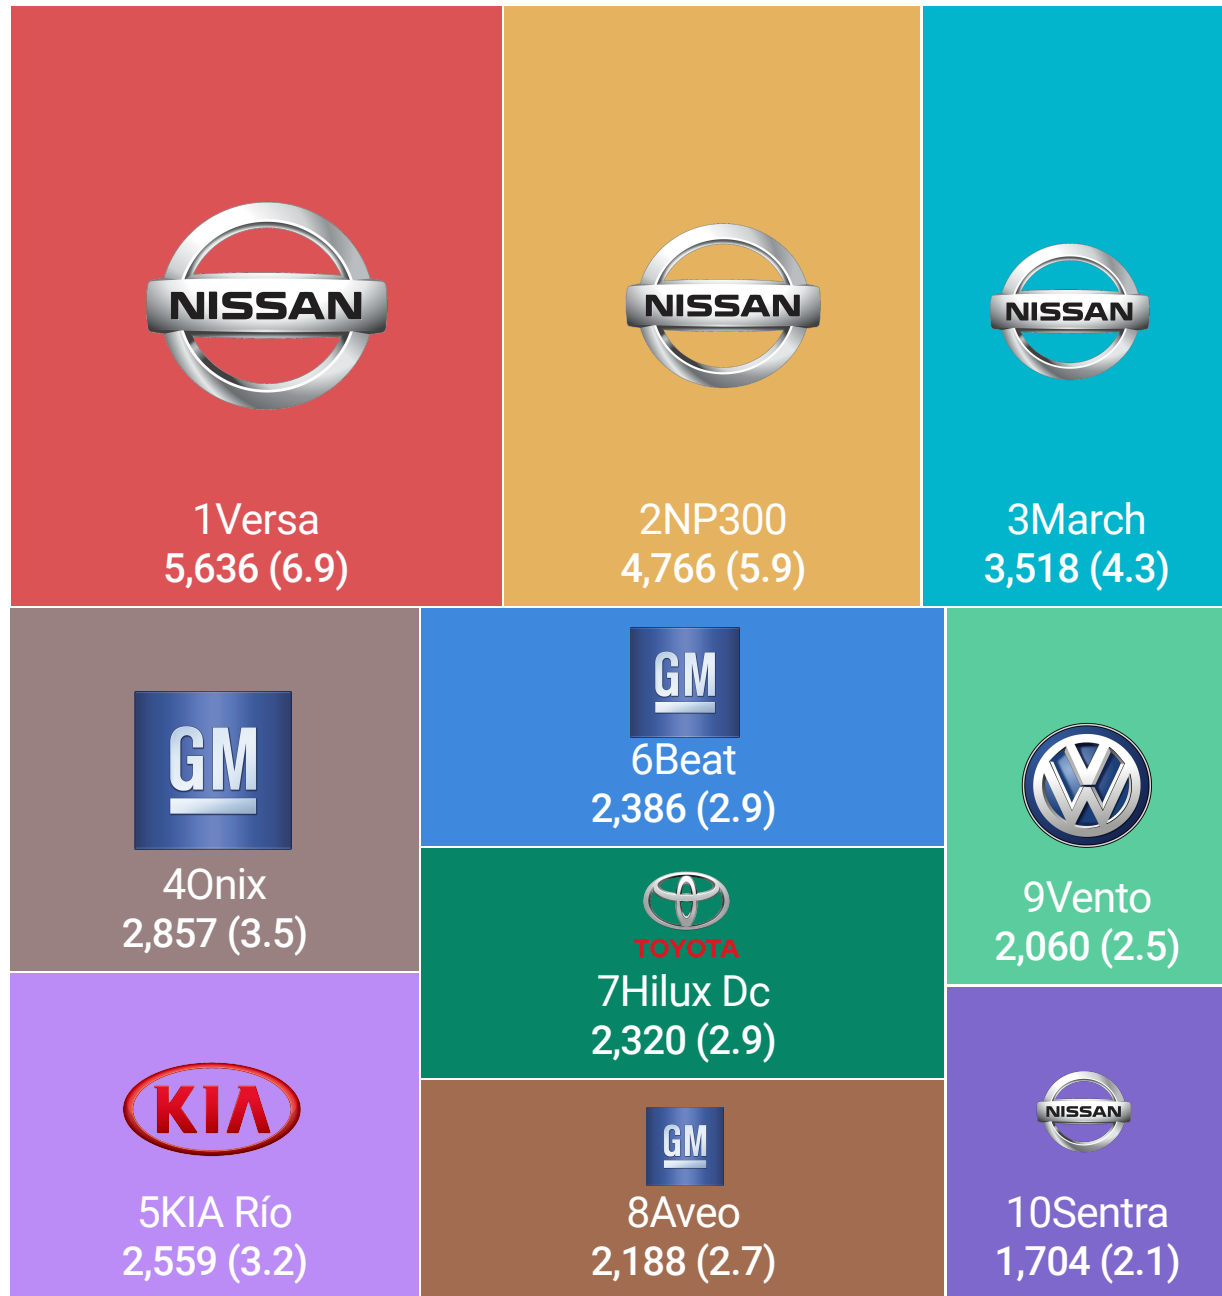 NISSAN
1Versa
5,636 (6.9)
NISSAN
2NP300
4,766 (5.9)
NISSAN
3March
3,518 (4.3)
GM
4Onix
2,857 (3.5)
GM
6Beat
2,386 (2.9)
VW
9Vento
2,060 (2.5)
TOYOTA
7Hilux Dc
2,320 (2.9)
KIA
5KIA Río
2,559 (3.2)
GM
8Aveo
2,188 (2.7)
NISSAN
10Sentra
1,704 (2.1)